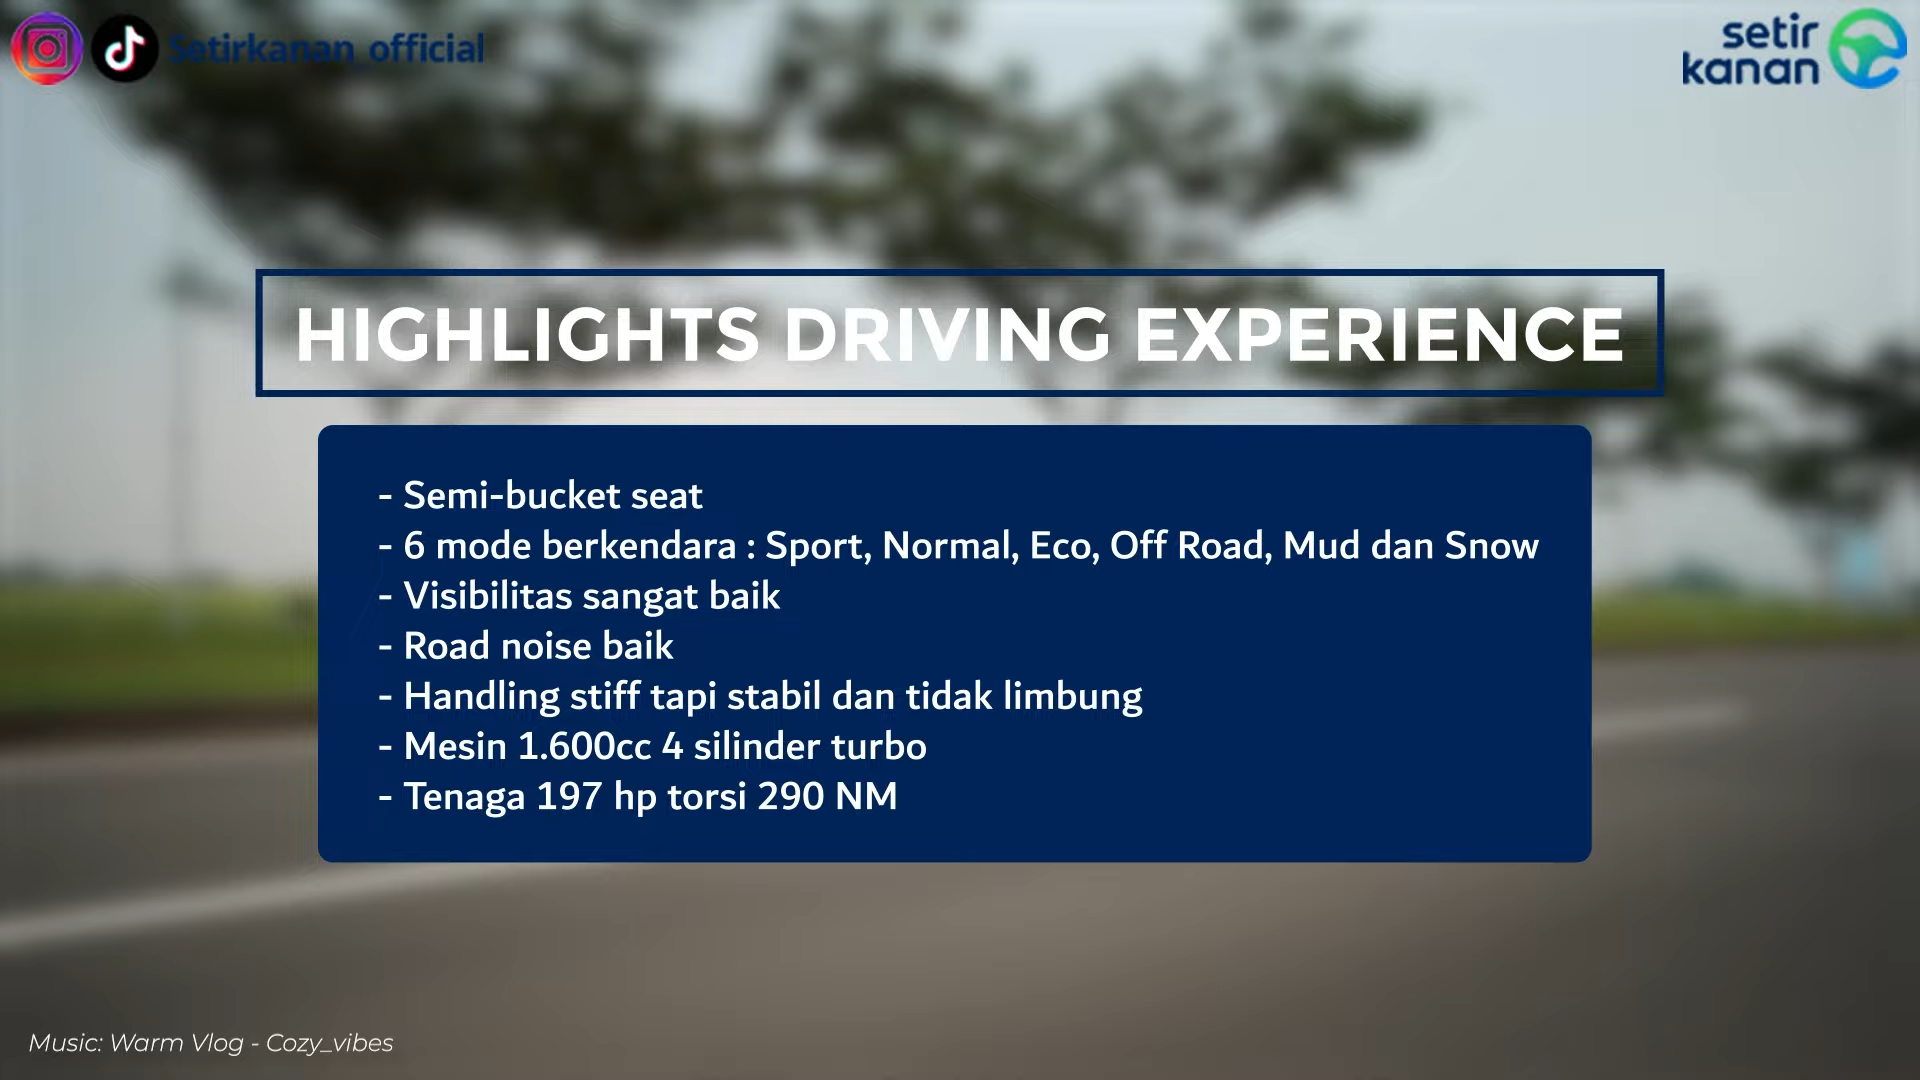 Setirkanan_official
setir
kanan
HIGHLIGHTS DRIVING EXPERIENCE
- Semi-bucket seat
- 6 mode berkendara : Sport, Normal, Eco, Off Road, Mud dan Snow
- Visibilitas sangat baik
- Road noise baik
- Handling stiff tapi stabil dan tidak limbung
- Mesin 1.600cc 4 silinder turbo
- Tenaga 197 hp torsi 290 NM
Music: Warm Vlog - Cozy_vibes